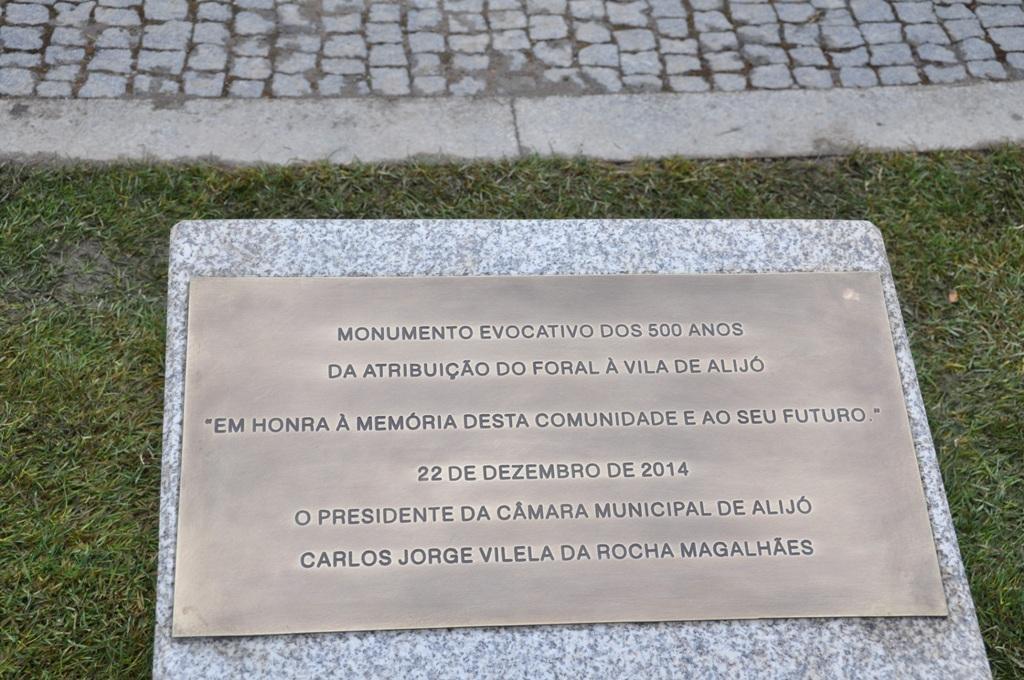 MONUMENTO EVOCATIVO DOS 500 ANOS
DA ATRIBUIÇÃO DO FORAL À VILA DE ALIJÓ
"EM HONRA À MEMÓRIA DESTA COMUNIDADE E AO SEU FUTURO."
22 DE DEZEMBRO DE 2014
O PRESIDENTE DA CÂMARA MUNICIPAL DE ALIJÓ
CARLOS JORGE VILELA DA ROCHA MAGALHÃES